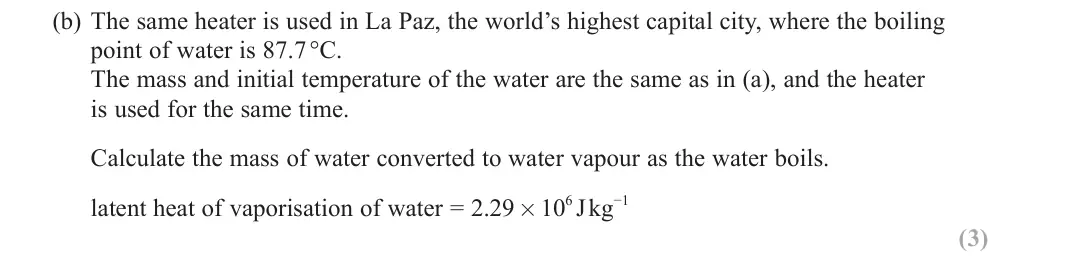 (b) The same heater is used in La Paz, the world’s highest capital city, where the boiling
point of water is 87.7 °C.
The mass and initial temperature of the water are the same as in (a), and the heater
is used for the same time.
Calculate the mass of water converted to water vapour as the water boils.
latent heat of vaporisation of water = 2.29 × 10⁶ J kg⁻¹
(3)